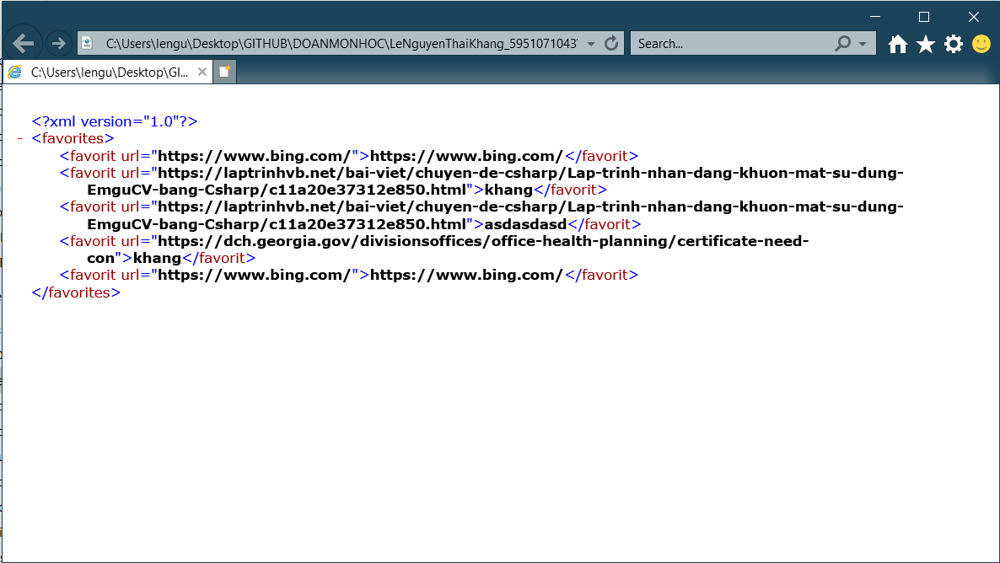 C:\Users\lengu\Desktop\GITHUB\DOANMONHOC\LeNguyenThaiKhang_5951071043
Search...
C:\Users\lengu\Desktop\GI...
<?xml version="1.0"?>
- <favorites>
<favorit url="https://www.bing.com/">https://www.bing.com/</favorit>
<favorit url="https://laptrinhvb.net/bai-viet/chuyen-de-csharp/Lap-trinh-nhan-dang-khuon-mat-su-dung-
EmguCV-bang-Csharp/c11a20e37312e850.html">khang</favorit>
<favorit url="https://laptrinhvb.net/bai-viet/chuyen-de-csharp/Lap-trinh-nhan-dang-khuon-mat-su-dung-
EmguCV-bang-Csharp/c11a20e37312e850.html">asdasdasd</favorit>
<favorit url="https://dch.georgia.gov/divisionsoffices/office-health-planning/certificate-need-
con">khang</favorit>
<favorit url="https://www.bing.com/">https://www.bing.com/</favorit>
</favorites>